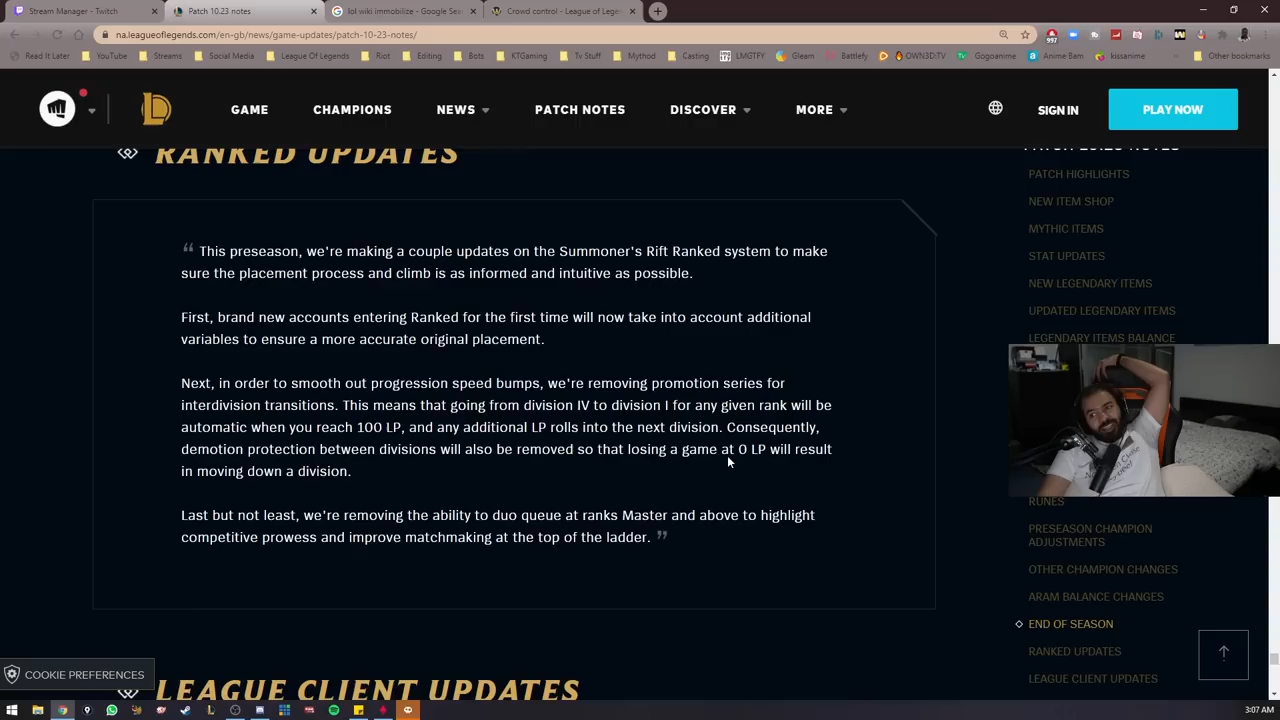 Stream Manager - Twitch
Patch 10.23 notes
lol wiki immobilize - Google Sea
Crowd control - League of Legen
na.leagueoflegends.com/en-gb/news/game-updates/patch-10-23-notes/
997
Read It Later
YouTube
Streams
Social Media
League Of Legends
Riot
Editing
Bots
KTGaming
Tv Stuff
Mythod
Casting
LMGTFY
Gleam
Battlefy
OWN3D:TV
Gogoanime
Anime Bam
kissanime
Other bookmarks
GAME
CHAMPIONS
NEWS
PATCH NOTES
DISCOVER
MORE
SIGN IN
PLAY NOW
RANKED UPDATES
“ This preseason, we're making a couple updates on the Summoner's Rift Ranked system to make
sure the placement process and climb is as informed and intuitive as possible.
First, brand new accounts entering Ranked for the first time will now take into account additional
variables to ensure a more accurate original placement.
Next, in order to smooth out progression speed bumps, we're removing promotion series for
interdivision transitions. This means that going from division IV to division I for any given rank will be
automatic when you reach 100 LP, and any additional LP rolls into the next division. Consequently,
demotion protection between divisions will also be removed so that losing a game at 0 LP will result
in moving down a division.
Last but not least, we're removing the ability to duo queue at ranks Master and above to highlight
competitive prowess and improve matchmaking at the top of the ladder. ”
LEAGUE CLIENT UPDATES
PATCH 10.23 NOTES
PATCH HIGHLIGHTS
NEW ITEM SHOP
MYTHIC ITEMS
STAT UPDATES
NEW LEGENDARY ITEMS
UPDATED LEGENDARY ITEMS
LEGENDARY ITEMS BALANCE
RUNES
PRESEASON CHAMPION
ADJUSTMENTS
OTHER CHAMPION CHANGES
ARAM BALANCE CHANGES
END OF SEASON
RANKED UPDATES
LEAGUE CLIENT UPDATES
COOKIE PREFERENCES
3:07 AM